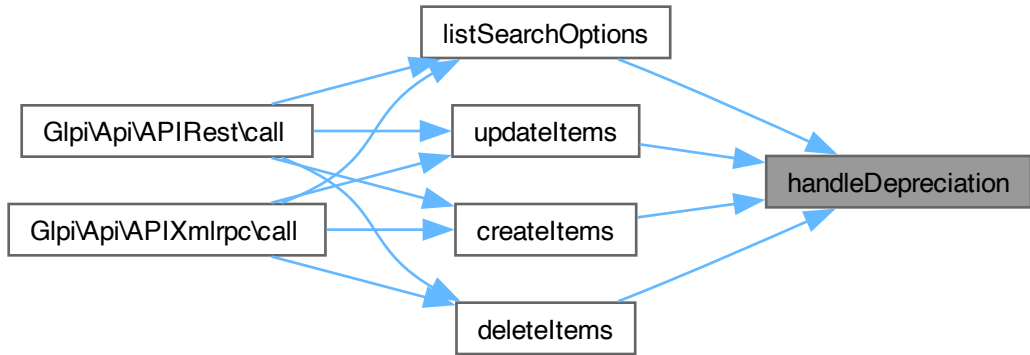 listSearchOptions
Glpi\Api\APIRest\call
updateItems
handleDepreciation
Glpi\Api\APIXmlrpc\call
createItems
deleteItems